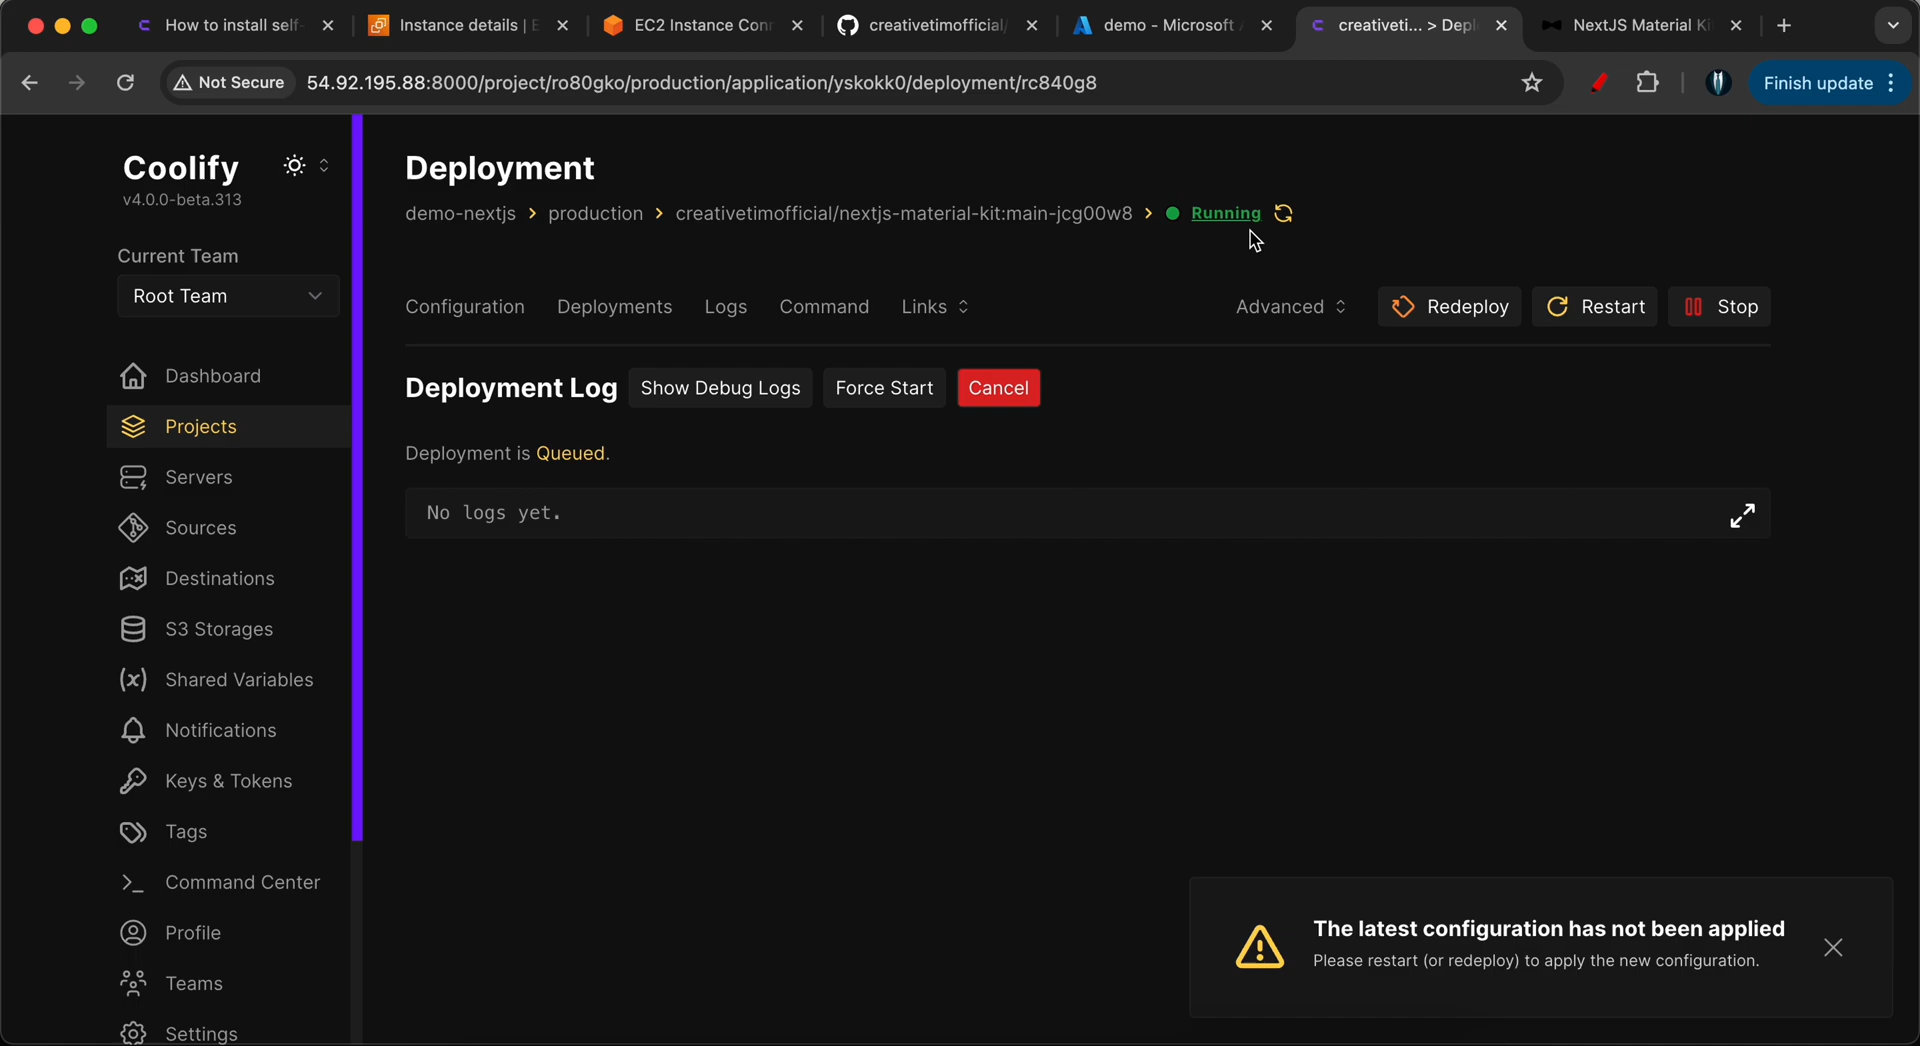 How to install self-
Instance details | E
EC2 Instance Conn
creativetimofficial/
demo - Microsoft A
creativeti... > Depl
NextJS Material Ki
Not Secure
54.92.195.88:8000/project/ro80gko/production/application/yskokk0/deployment/rc840g8
Finish update
Coolify
v4.0.0-beta.313
Current Team
Root Team
Dashboard
Projects
Servers
Sources
Destinations
S3 Storages
Shared Variables
Notifications
Keys & Tokens
Tags
Command Center
Profile
Teams
Settings
Deployment
demo-nextjs > production > creativetimofficial/nextjs-material-kit:main-jcg00w8 > Running
Configuration Deployments Logs Command Links Advanced Redeploy Restart Stop
Deployment Log Show Debug Logs Force Start Cancel
Deployment is Queued.
No logs yet.
The latest configuration has not been applied
Please restart (or redeploy) to apply the new configuration.